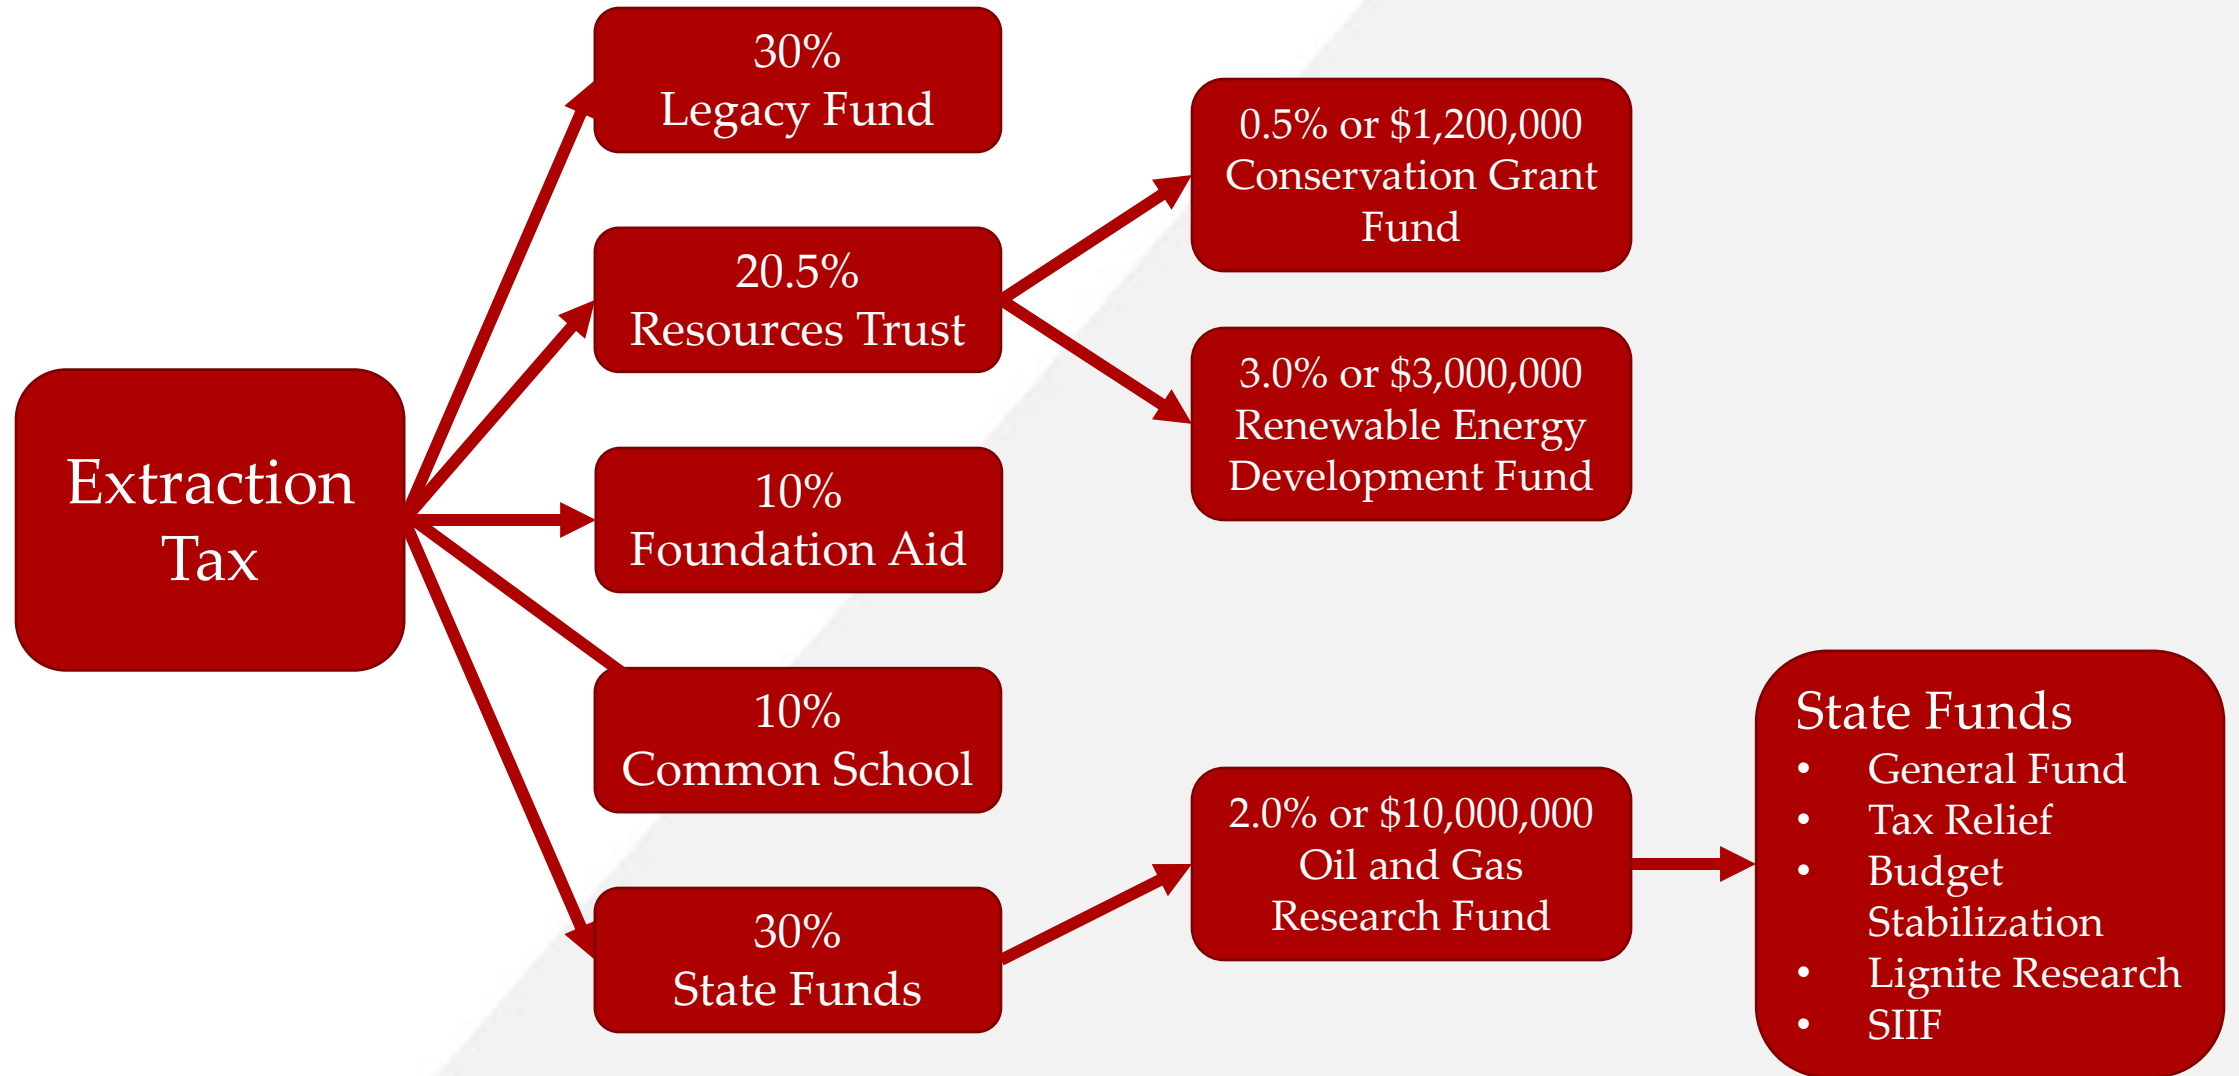 Extraction
Tax
30%
Legacy Fund
20.5%
Resources Trust
10%
Foundation Aid
10%
Common School
30%
State Funds
0.5% or $1,200,000
Conservation Grant
Fund
3.0% or $3,000,000
Renewable Energy
Development Fund
2.0% or $10,000,000
Oil and Gas
Research Fund
State Funds
• General Fund
• Tax Relief
• Budget
Stabilization
• Lignite Research
• SIIF